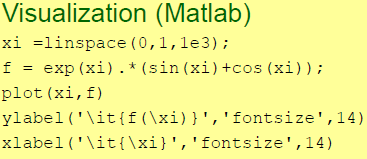 Visualization (Matlab)
xi =linspace(0,1,1e3);
f = exp(xi).*(sin(xi)+cos(xi));
plot(xi,f)
ylabel('\it{f(\xi)}','fontsize',14)
xlabel('\it{\xi}','fontsize',14)